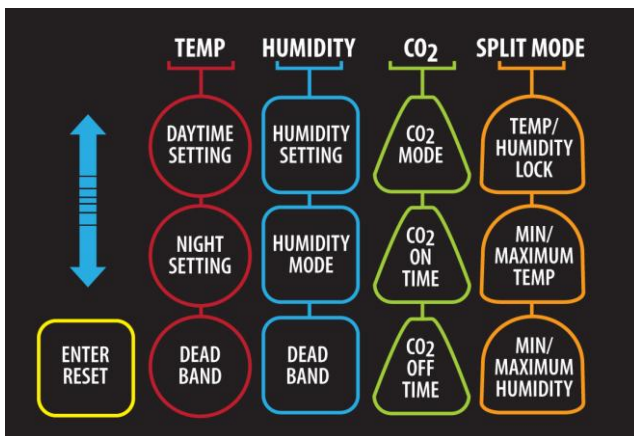 TEMP HUMIDITY CO₂ SPLIT MODE
DAYTIME
SETTING
HUMIDITY
SETTING
CO₂
MODE
TEMP/
HUMIDITY
LOCK
NIGHT
SETTING
HUMIDITY
MODE
CO₂
ON
TIME
MIN/
MAXIMUM
TEMP
ENTER
RESET
DEAD
BAND
DEAD
BAND
CO₂
OFF
TIME
MIN/
MAXIMUM
HUMIDITY